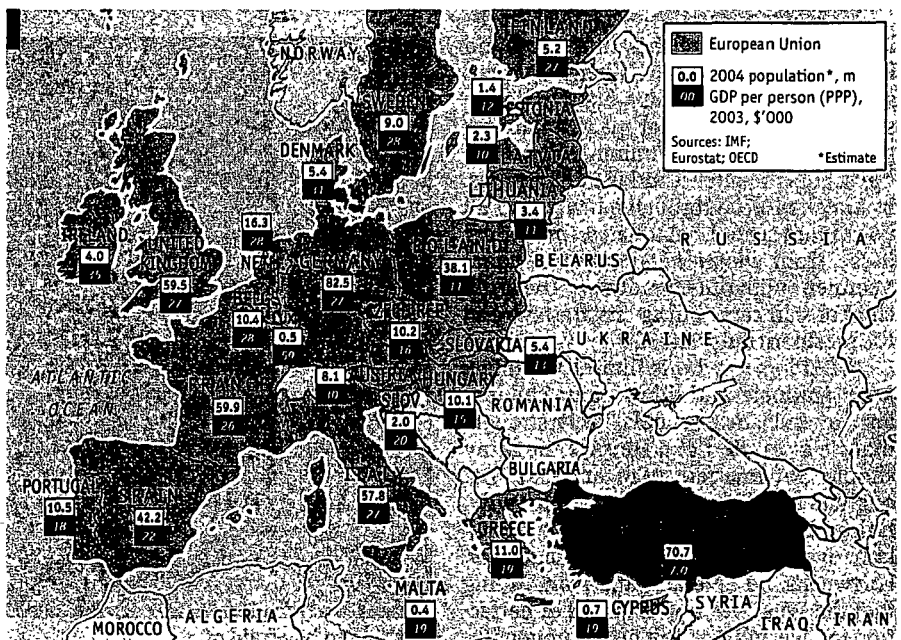 NORWAY
5.2
27
European Union
0.0 2004 population*, m
00 GDP per person (PPP),
2003, $'000
Sources: IMF;
Eurostat; OECD *Estimate
1.4
12
ESTONIA
SWEDEN
9.0
28
2.3
10
LATVIA
DENMARK
5.4
31
LITHUANIA
3.4
11
RUSSIA
IRELAND
4.0
UNITED
KINGDOM
59.5
27
16.3
28
NETH
GERMANY
82.5
27
POLAND
38.1
11
BELARUS
10.4
28
LUX
0.5
CZECH REP
10.2
16
SLOVAKIA
5.4
13
UKRAINE
ATLANTIC
OCEAN
FRANCE
59.9
26
8.1
30
HUNGARY
10.1
SLOV.
2.0
20
ROMANIA
BULGARIA
ITALY
57.8
27
PORTUGAL
10.5
18
SPAIN
42.2
22
GREECE
11.0
19
70.7
MALTA
0.4
19
0.7
19
CYPRUS
SYRIA
IRAQ
IRAN
MOROCCO
ALGERIA